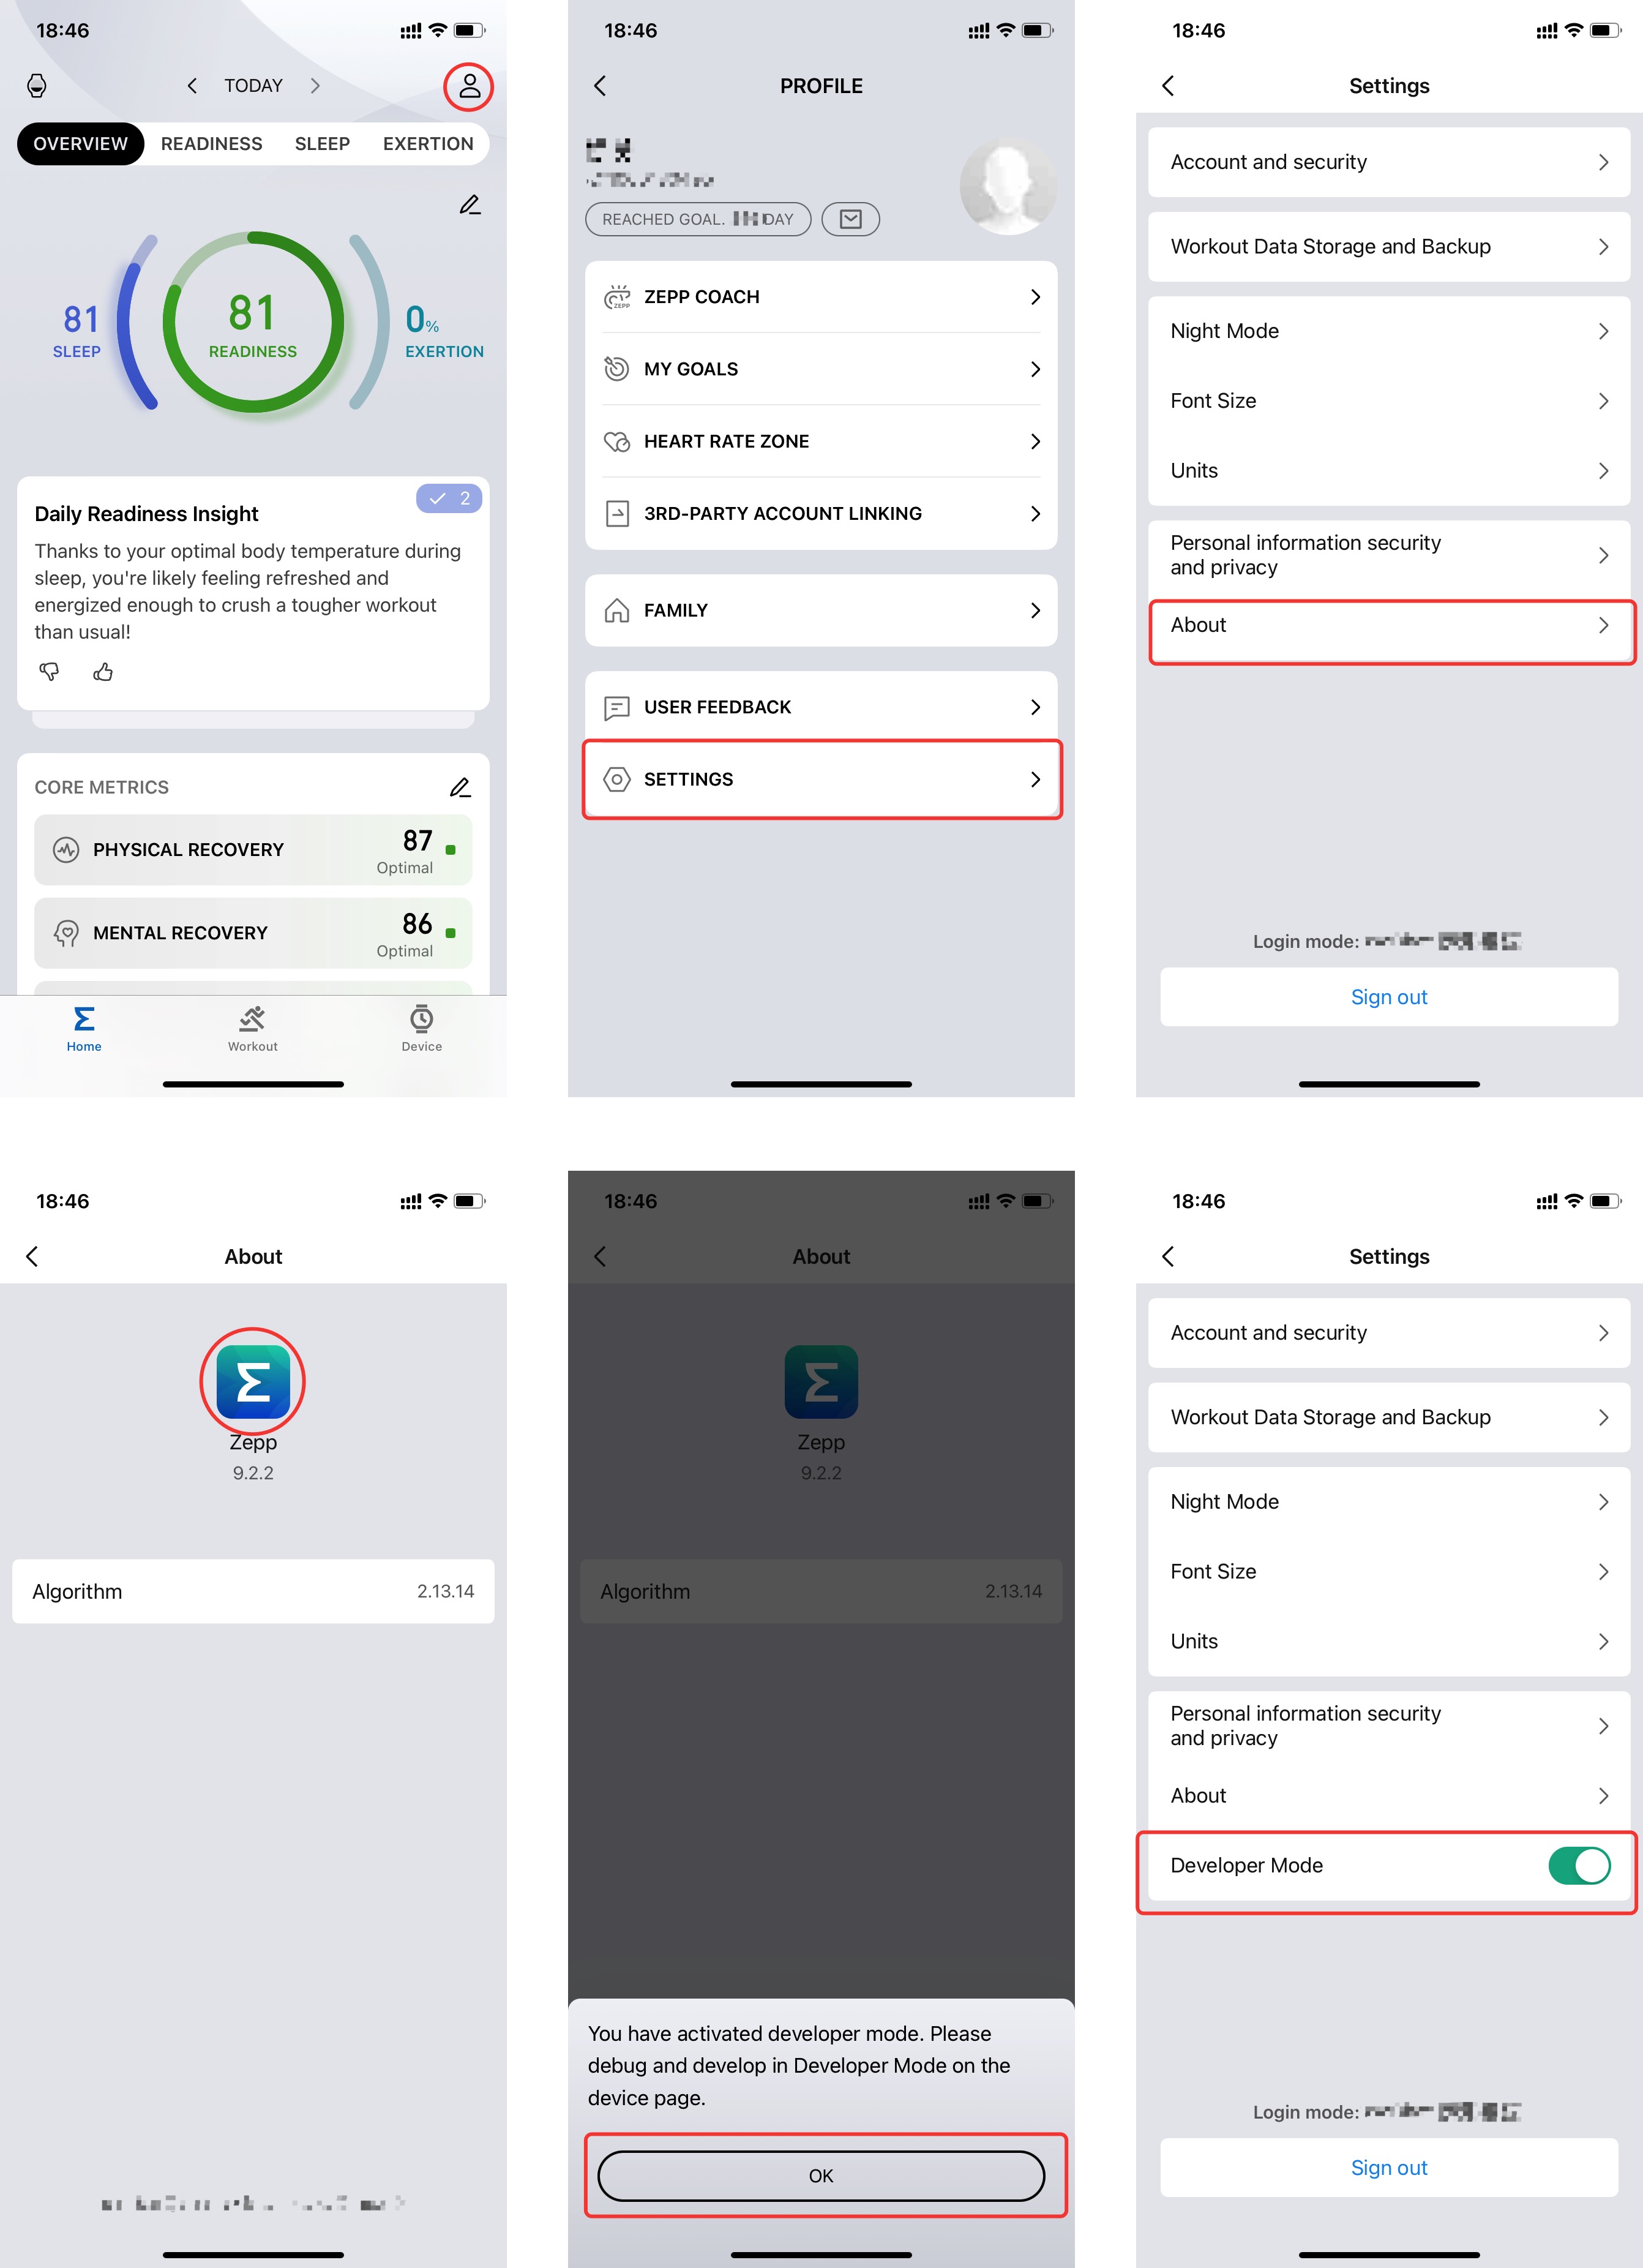 18:46
TODAY
OVERVIEW READINESS SLEEP EXERTION
81
SLEEP
81
READINESS
0%
EXERTION
2
Daily Readiness Insight
Thanks to your optimal body temperature during
sleep, you're likely feeling refreshed and
energized enough to crush a tougher workout
than usual!
CORE METRICS
PHYSICAL RECOVERY
87
Optimal
MENTAL RECOVERY
86
Optimal
Home Workout Device
18:46
PROFILE
REACHED GOAL. DAY
ZEPP
ZEPP COACH
MY GOALS
HEART RATE ZONE
3RD-PARTY ACCOUNT LINKING
FAMILY
USER FEEDBACK
SETTINGS
18:46
Settings
Account and security
Workout Data Storage and Backup
Night Mode
Font Size
Units
Personal information security
and privacy
About
Login mode:
Sign out
18:46
About
Zepp
9.2.2
Algorithm 2.13.14
18:46
About
Zepp
9.2.2
Algorithm 2.13.14
You have activated developer mode. Please
debug and develop in Developer Mode on the
device page.
OK
18:46
Settings
Account and security
Workout Data Storage and Backup
Night Mode
Font Size
Units
Personal information security
and privacy
About
Developer Mode
Login mode:
Sign out